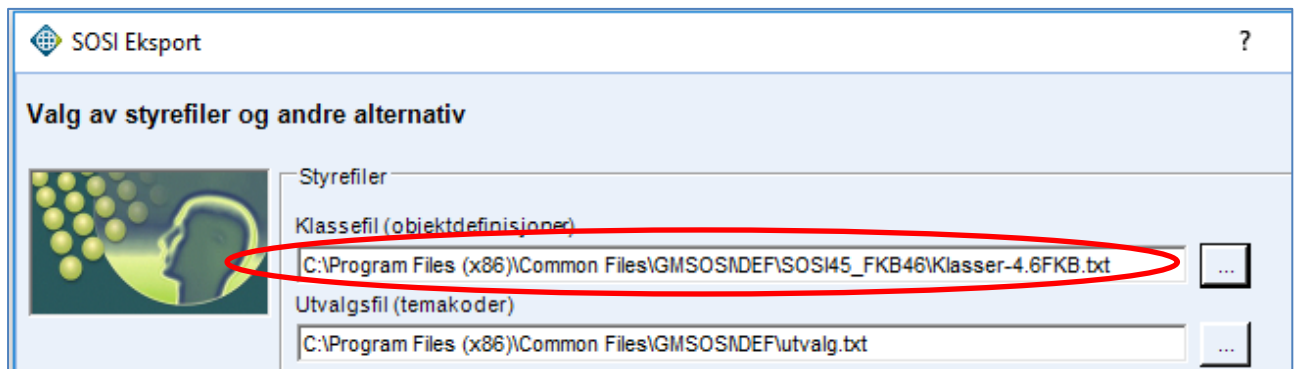 SOSI Eksport ?
Valg av styrefiler og andre alternativ
Styrefiler
Klassefil (objektdefinisjoner)
C:\Program Files (x86)\Common Files\GMSOSI\DEF\SOSI45_FKB46\Klasser-4.6FKB.txt ...
Utvalgsfil (temakoder)
C:\Program Files (x86)\Common Files\GMSOSI\DEF\utvalg.txt ...